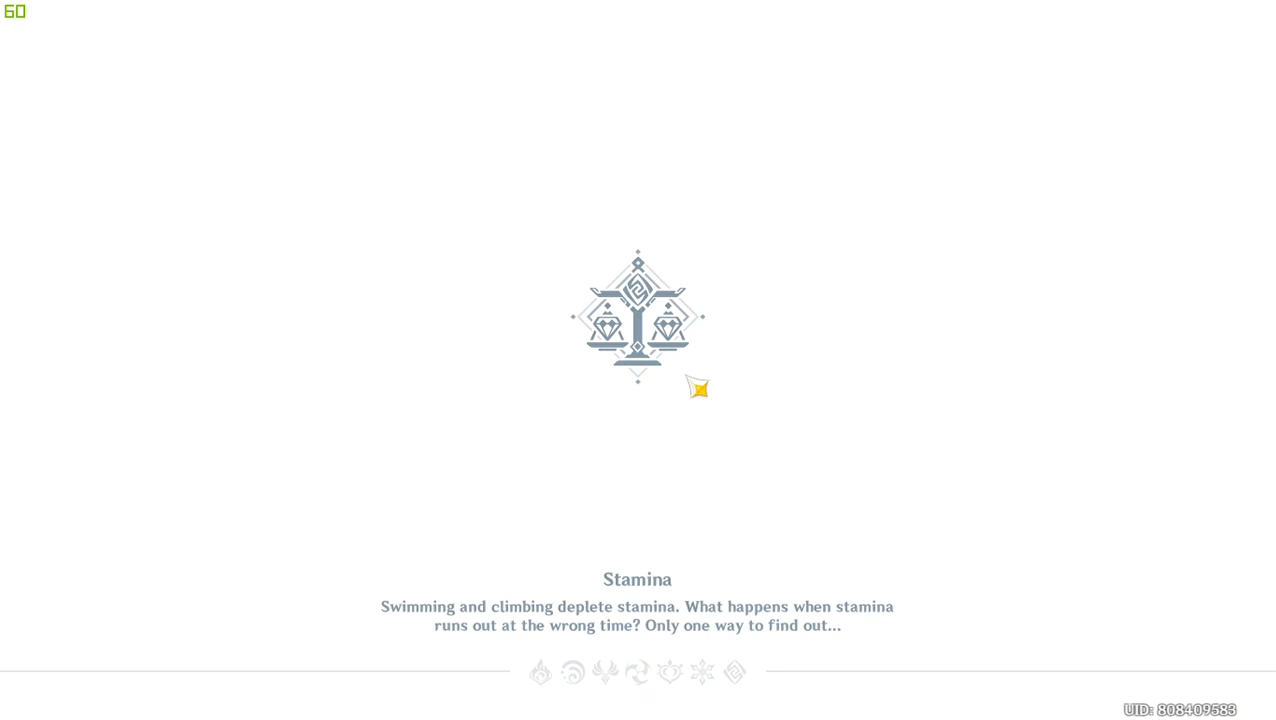 60
Stamina
Swimming and climbing deplete stamina. What happens when stamina
runs out at the wrong time? Only one way to find out...
UID: 808409583